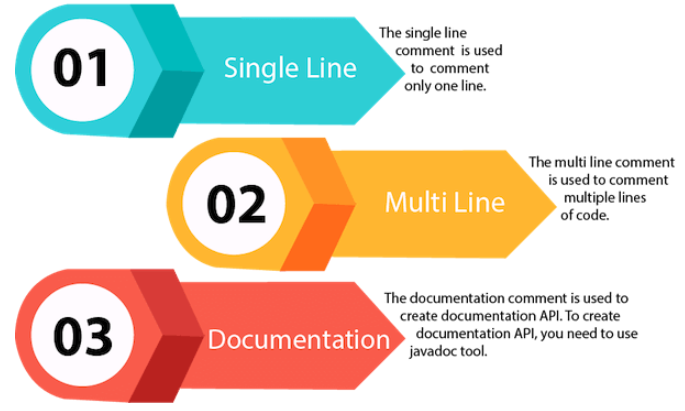 01
Single Line
The single line
comment is used
to comment
only one line.
02
Multi Line
The multi line comment
is used to comment
multiple lines
of code.
03
Documentation
The documentation comment is used to
create documentation API. To create
documentation API, you need to use
javadoc tool.